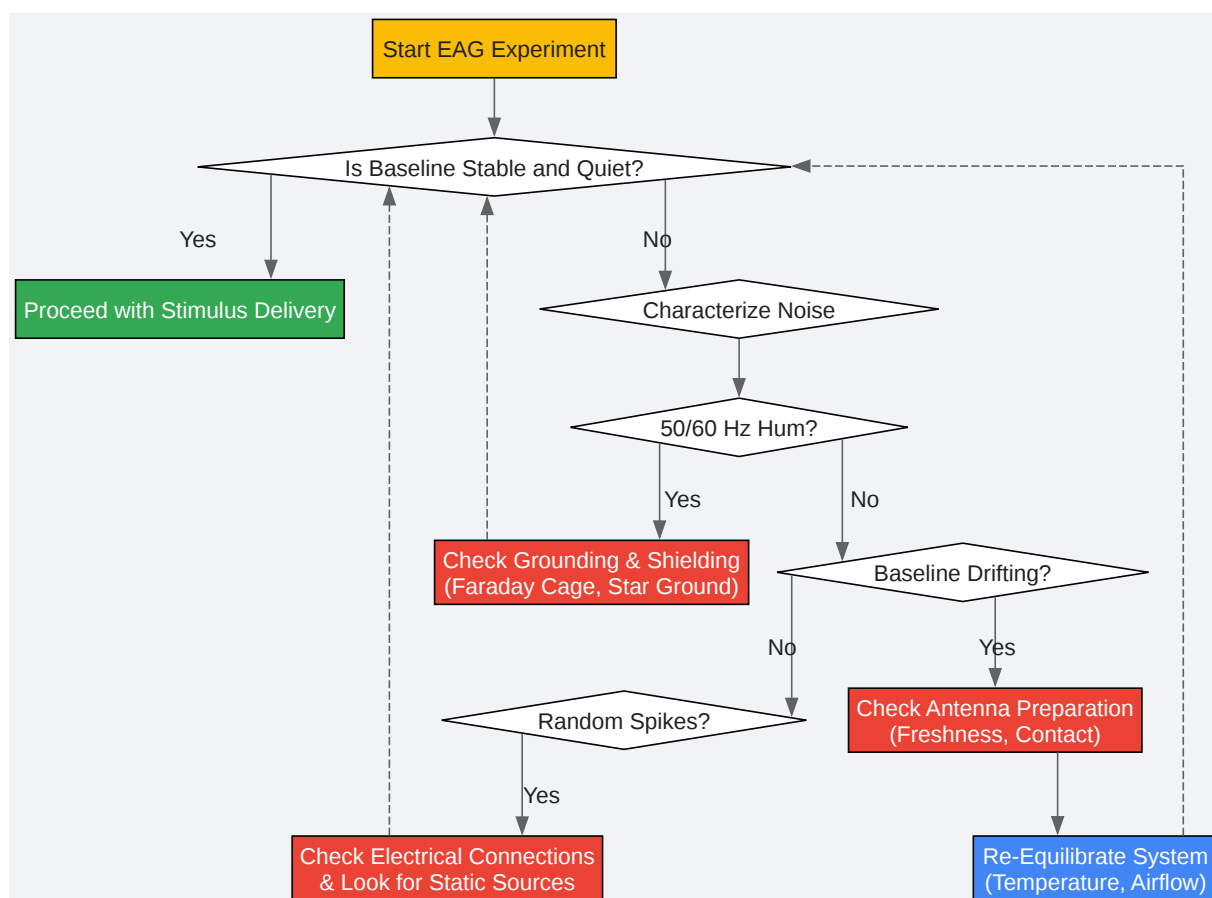 Start EAG Experiment
Is Baseline Stable and Quiet?
Yes
No
Proceed with Stimulus Delivery
Characterize Noise
50/60 Hz Hum?
Yes
No
Check Grounding & Shielding
(Faraday Cage, Star Ground)
Baseline Drifting?
No
Yes
Random Spikes?
Check Antenna Preparation
(Freshness, Contact)
Yes
Check Electrical Connections
& Look for Static Sources
Re-Equilibrate System
(Temperature, Airflow)